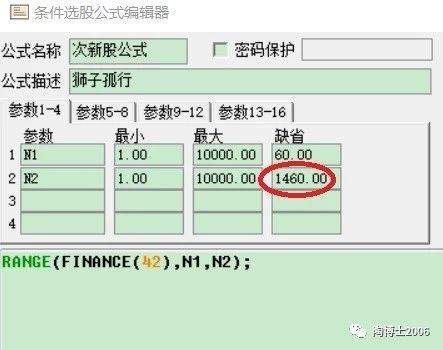 条件选股公式编辑器
公式名称 次新股公式 密码保护
公式描述 狮子孤行
参数1-4 参数5-8 参数9-12 参数13-16
参数 最小 最大 缺省
1 N1 1.00 10000.00 60.00
2 N2 1.00 10000.00 1460.00
3
4
RANGE(FINANCE(42),N1,N2);
淘博士2006